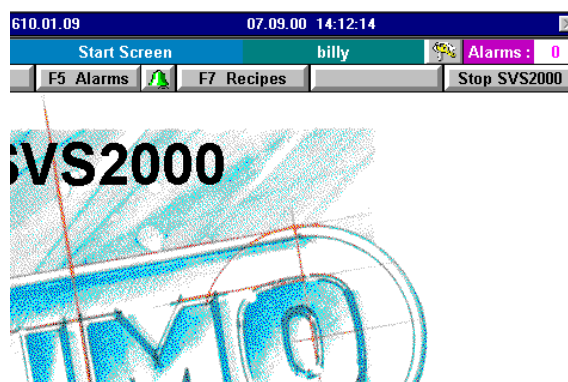 610.01.09 07.09.00 14:12:14
Start Screen billy Alarms : 0
F5 Alarms F7 Recipes Stop SVS2000
SVS2000